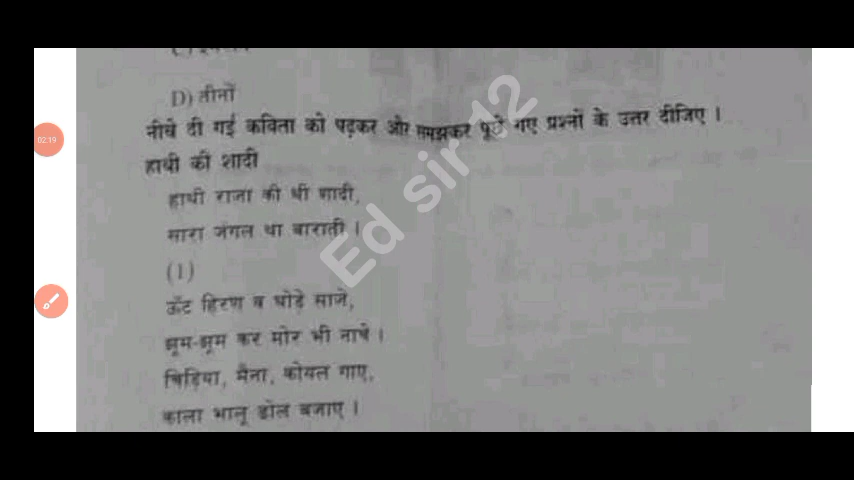 D) तीनों
नीचे दी गई कविता को पढ़कर और समझकर पूछे गए प्रश्नों के उत्तर दीजिए ।
हाथी की शादी
हाथी राजा की थी शादी,
सारा जंगल था बाराती ।
(1)
ऊँट हिरण व घोड़े साजे,
झूम-झूम कर मोर भी नाचे ।
चिड़िया, मैना, कोयल गाए,
काला भालू ढोल बजाए ।
02:19
Ed sir 12